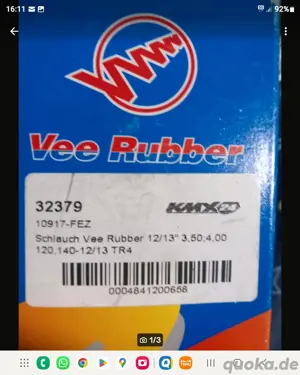 16:11
92%
Vee Rubber
32379
KMX
10917-FEZ
Schlauch Vee Rubber 12/13" 3,50;4,00
120,140-12/13 TR4
0004841200656
1/3
quoka.de